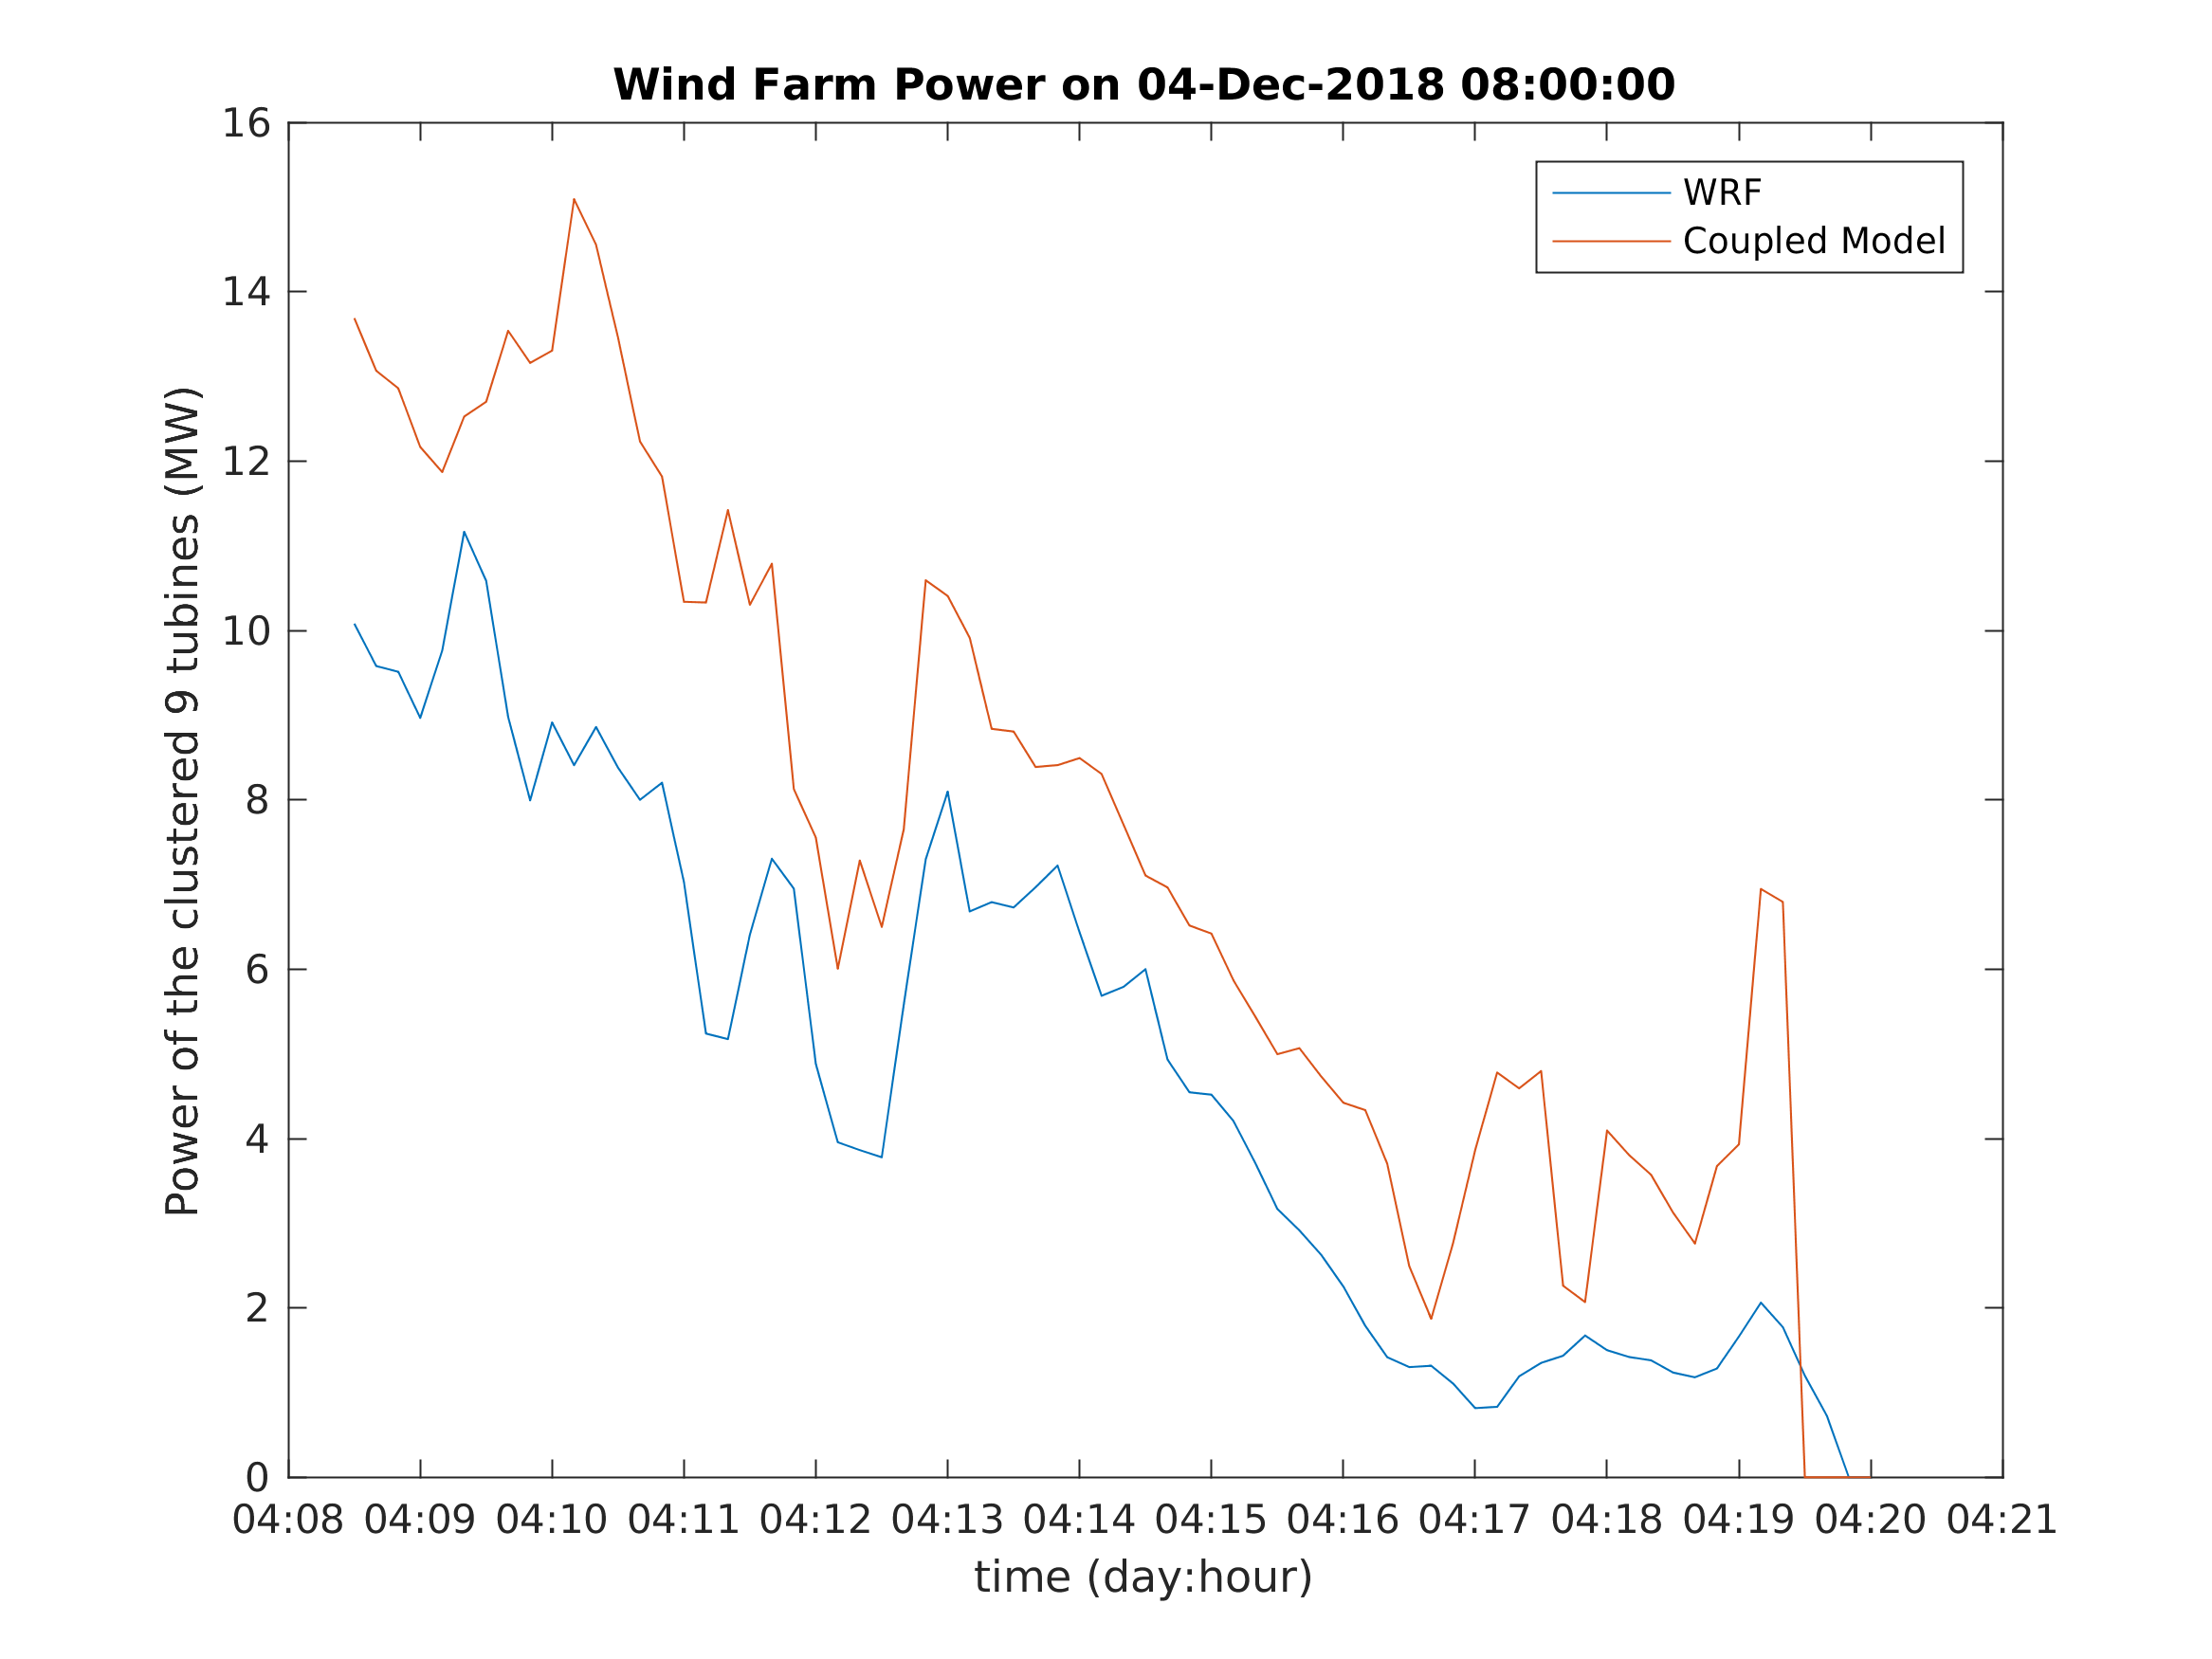 Wind Farm Power on 04-Dec-2018 08:00:00
WRF
Coupled Model
Power of the clustered 9 tubines (MW)
16
14
12
10
8
6
4
2
0
04:08 04:09 04:10 04:11 04:12 04:13 04:14 04:15 04:16 04:17 04:18 04:19 04:20 04:21
time (day:hour)